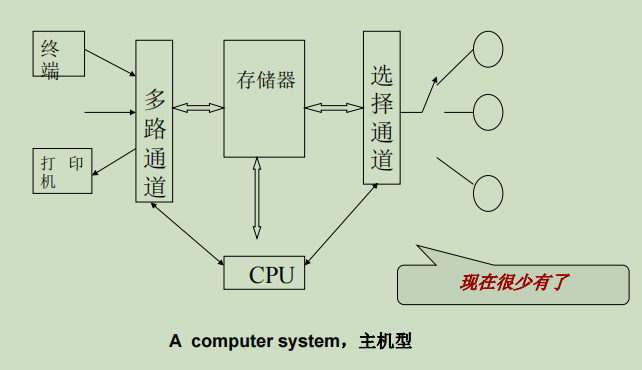 终
端
多
路
通
道
存储器
选
择
通
道
打 印
机
CPU
现在很少有了
A computer system，主机型